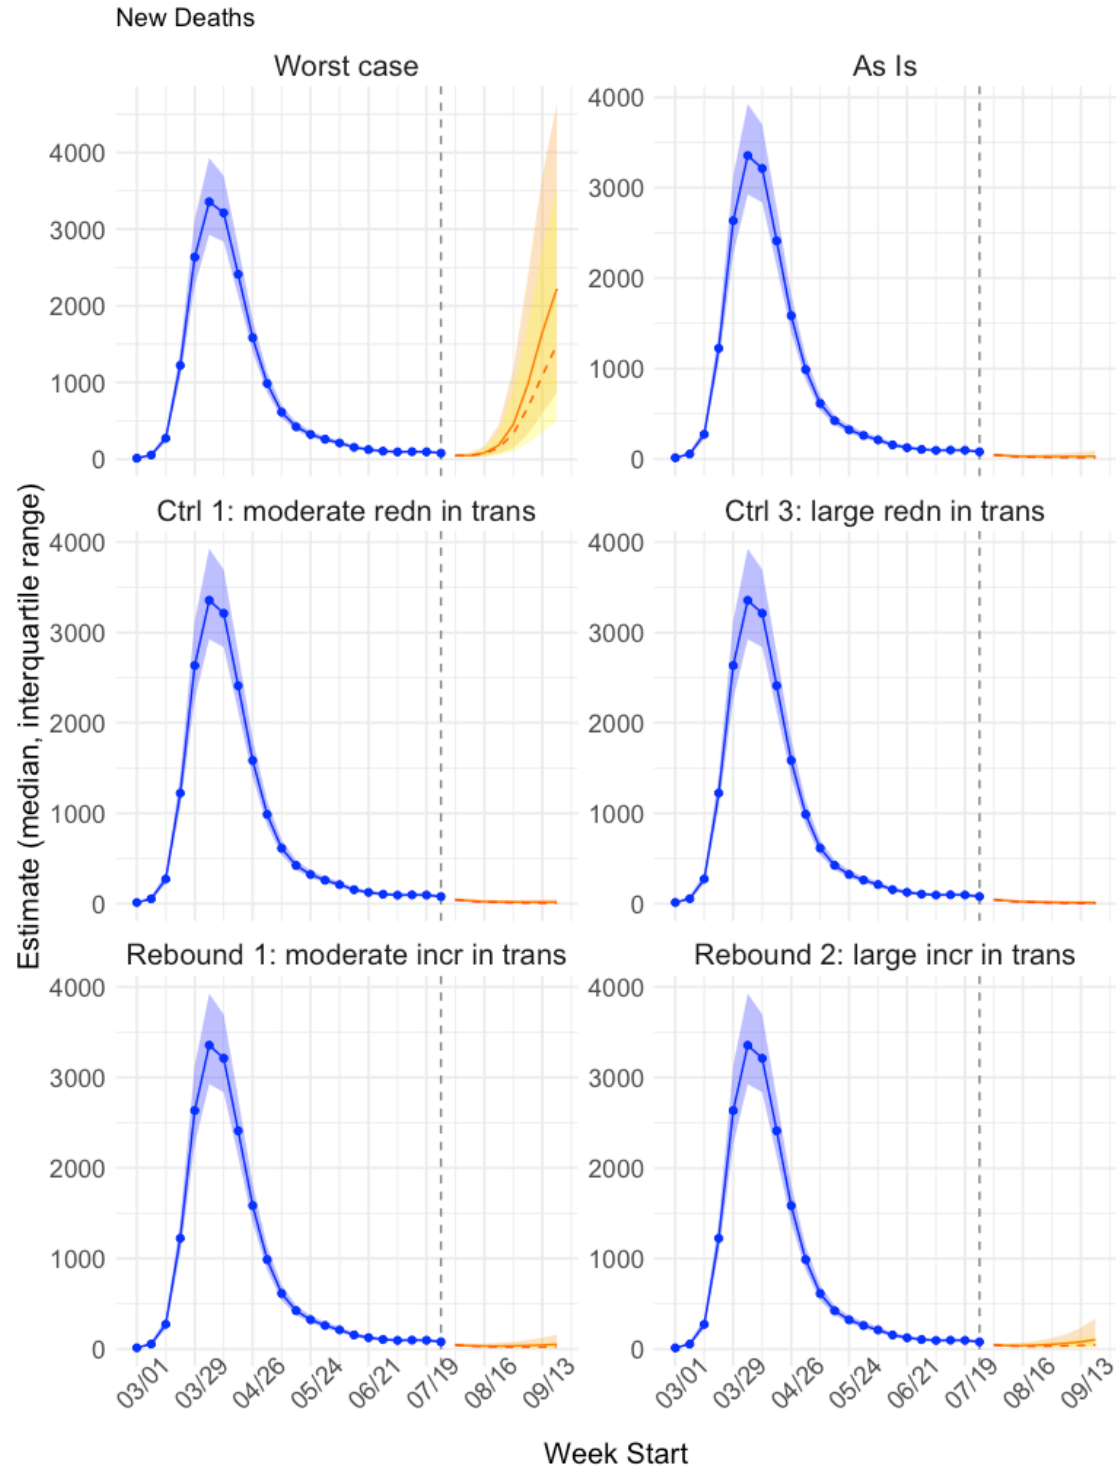 New Deaths
Worst case
As Is
4000
3000
2000
1000
0
4000
3000
2000
1000
0
Estimate (median, interquartile range)
Ctrl 1: moderate redn in trans
Ctrl 3: large redn in trans
4000
3000
2000
1000
0
4000
3000
2000
1000
0
Rebound 1: moderate incr in trans
Rebound 2: large incr in trans
4000
3000
2000
1000
0
4000
3000
2000
1000
0
03/01 03/29 04/26 05/24 06/21 07/19 08/16 09/13
03/01 03/29 04/26 05/24 06/21 07/19 08/16 09/13
Week Start